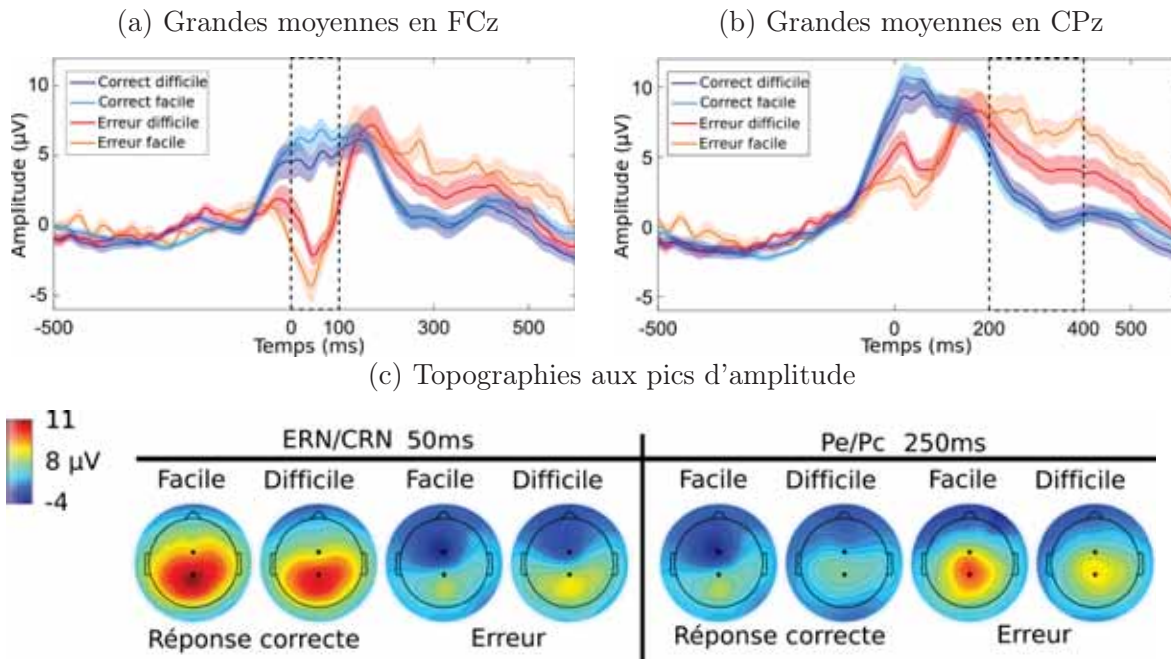 (a) Grandes moyennes en FCz
(b) Grandes moyennes en CPz
Amplitude (µV)
10
5
0
-5
Correct difficile
Correct facile
Erreur difficile
Erreur facile
-500
0
100
300
500
Temps (ms)
Amplitude (µV)
10
5
0
-5
Correct difficile
Correct facile
Erreur difficile
Erreur facile
-500
0
200
400
500
Temps (ms)
(c) Topographies aux pics d'amplitude
11
8 µV
-4
ERN/CRN 50ms
Pe/Pc 250ms
Facile Difficile Facile Difficile
Facile Difficile Facile Difficile
Réponse correcte Erreur
Réponse correcte Erreur